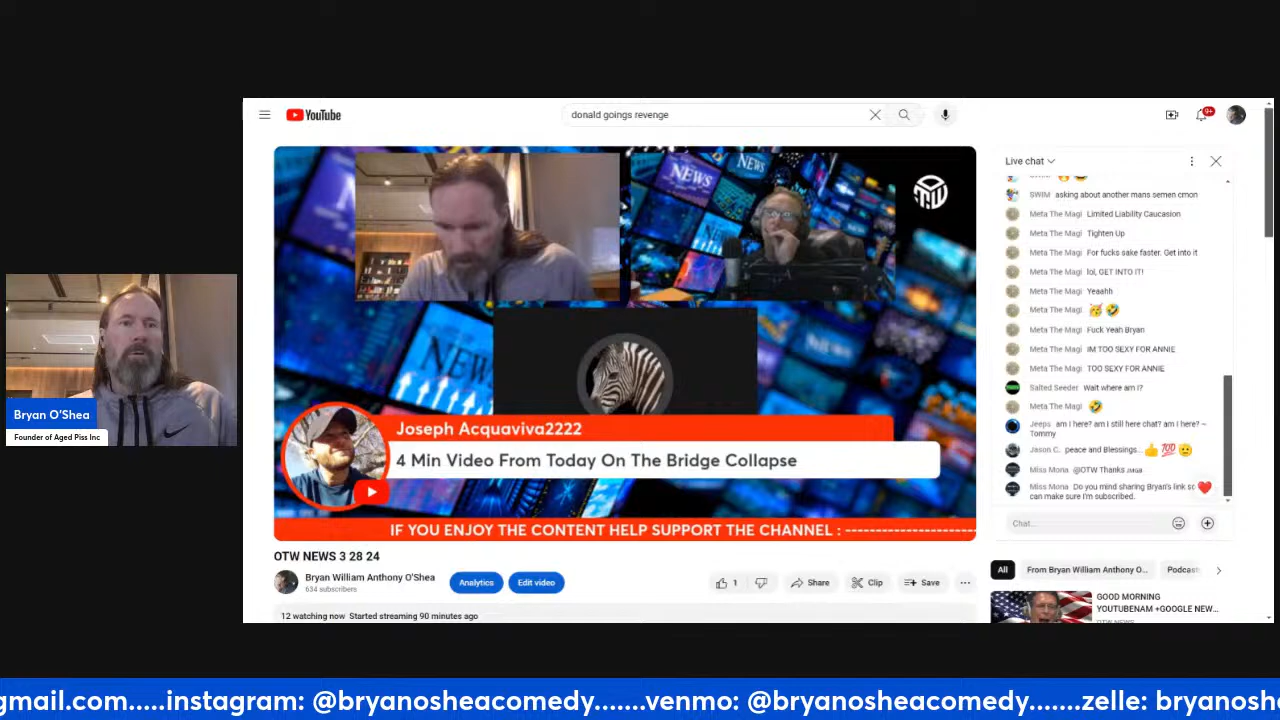 YouTube
donald goings revenge
9+
NEWS
NEWS
NEW
Joseph Acquaviva2222
4 Min Video From Today On The Bridge Collapse
IF YOU ENJOY THE CONTENT HELP SUPPORT THE CHANNEL : --------------------
OTW NEWS 3 28 24
Bryan William Anthony O'Shea
634 subscribers
Analytics
Edit video
1
Share
Clip
Save
12 watching now Started streaming 90 minutes ago
Live chat
SWIM asking about another mans semen cmon
Meta The Magi Limited Liability Caucasion
Meta The Magi Tighten Up
Meta The Magi For fucks sake faster. Get into it
Meta The Magi lol, GET INTO IT!
Meta The Magi Yeaahh
Meta The Magi 🥳🤣
Meta The Magi Fuck Yeah Bryan
Meta The Magi IM TOO SEXY FOR ANNIE
Meta The Magi TOO SEXY FOR ANNIE
Salted Seeder Wait where am I?
Meta The Magi 🤣
Jeeps am I here? am I still here chat? am I here? ~
Tommy
Jason C. peace and Blessings...👍💯🫡
Miss Mona @OTW Thanks
Miss Mona Do you mind sharing Bryan's link so
can make sure I'm subscribed.
Chat...
All
From Bryan William Anthony O...
Podcast
GOOD MORNING
YOUTUBENAM +GOOGLE NEW...
OTW NEWS
Bryan O'Shea
Founder of Aged Piss Inc
gmail.com.....instagram: @bryanosheacomedy.......venmo: @bryanosheacomedy.......zelle: bryanosh